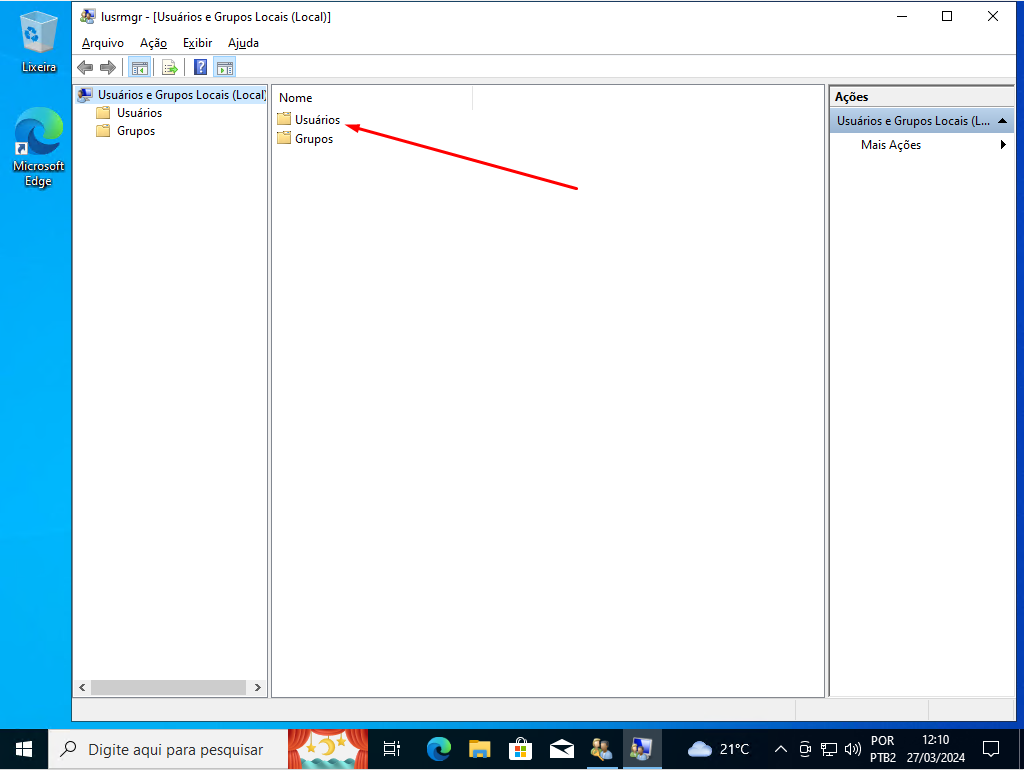 Lixeira
Microsoft
Edge
lusrmgr - [Usuários e Grupos Locais (Local)]
Arquivo Ação Exibir Ajuda
Usuários e Grupos Locais (Local)
Usuários
Grupos
Nome
Usuários
Grupos
Ações
Usuários e Grupos Locais (L...
Mais Ações
Digite aqui para pesquisar
21°C
POR
PTB2
12:10
27/03/2024